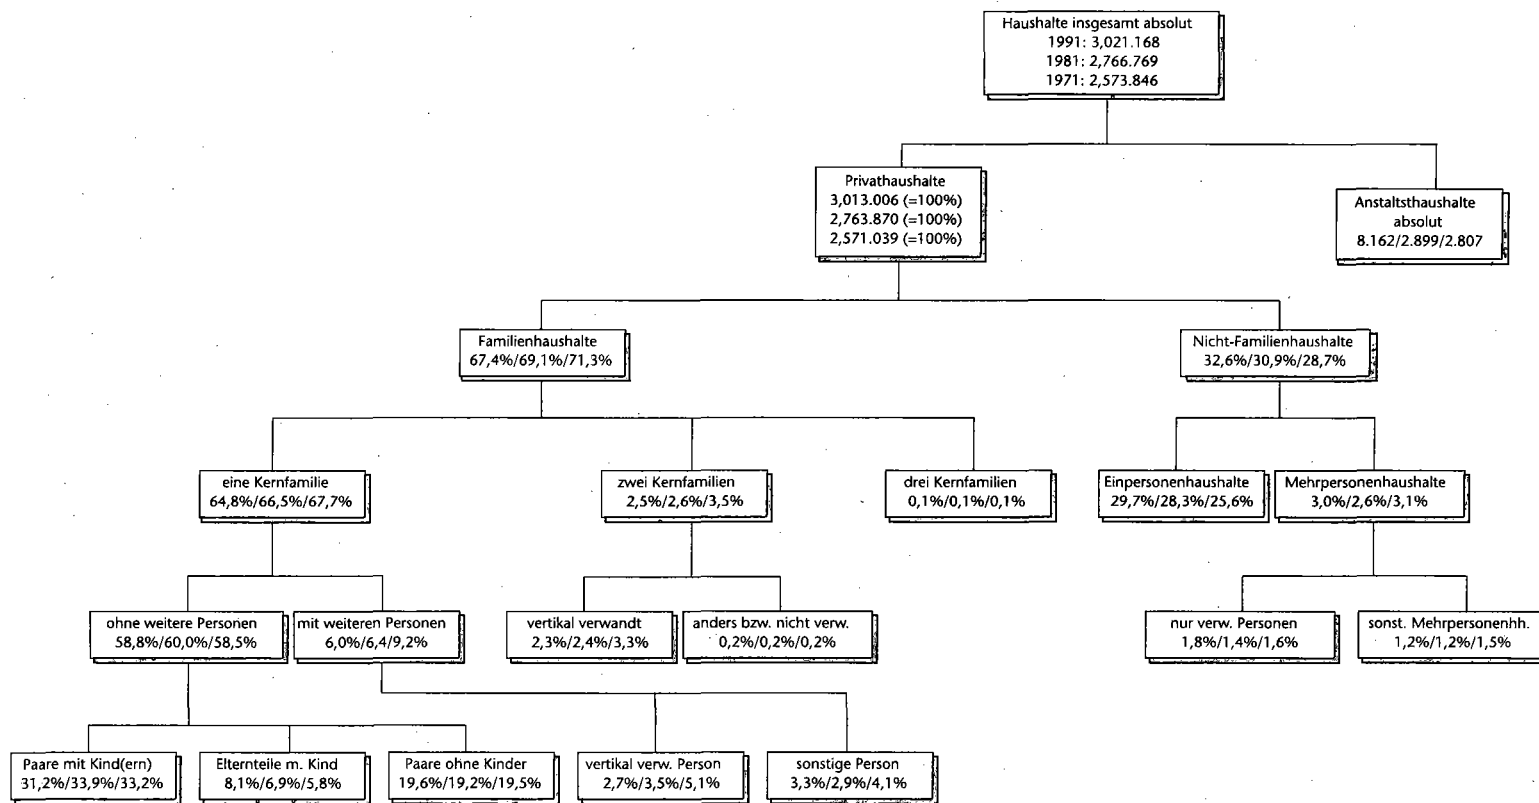 Haushalte insgesamt absolut
1991: 3,021.168
1981: 2,766.769
1971: 2,573.846
Privathaushalte
3,013.006 (=100%)
2,763.870 (=100%)
2,571.039 (=100%)
Anstaltsthaushalte
absolut
8.162/2.899/2.807
Familienhaushalte
67,4%/69,1%/71,3%
Nicht-Familienhaushalte
32,6%/30,9%/28,7%
eine Kernfamilie
64,8%/66,5%/67,7%
zwei Kernfamilien
2,5%/2,6%/3,5%
drei Kernfamilien
0,1%/0,1%/0,1%
Einpersonenhaushalte
29,7%/28,3%/25,6%
Mehrpersonenhaushalte
3,0%/2,6%/3,1%
ohne weitere Personen
58,8%/60,0%/58,5%
mit weiteren Personen
6,0%/6,4/9,2%
vertikal verwandt
2,3%/2,4%/3,3%
anders bzw. nicht verw.
0,2%/0,2%/0,2%
nur verw. Personen
1,8%/1,4%/1,6%
sonst. Mehrpersonenhh.
1,2%/1,2%/1,5%
Paare mit Kind(ern)
31,2%/33,9%/33,2%
Elternteile m. Kind
8,1%/6,9%/5,8%
Paare ohne Kinder
19,6%/19,2%/19,5%
vertikal verw. Person
2,7%/3,5%/5,1%
sonstige Person
3,3%/2,9%/4,1%